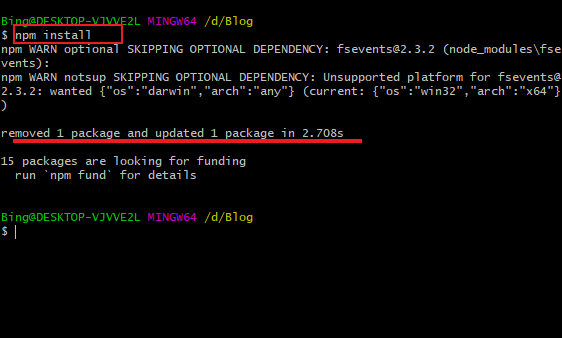 Bing@DESKTOP-VJVVE2L MINGW64 /d/Blog
$ npm install
npm WARN optional SKIPPING OPTIONAL DEPENDENCY: fsevents@2.3.2 (node_modules\fse
vents):
npm WARN notsup SKIPPING OPTIONAL DEPENDENCY: Unsupported platform for fsevents@
2.3.2: wanted {"os":"darwin","arch":"any"} (current: {"os":"win32","arch":"x64"}
)
removed 1 package and updated 1 package in 2.708s
15 packages are looking for funding
  run `npm fund` for details
Bing@DESKTOP-VJVVE2L MINGW64 /d/Blog
$